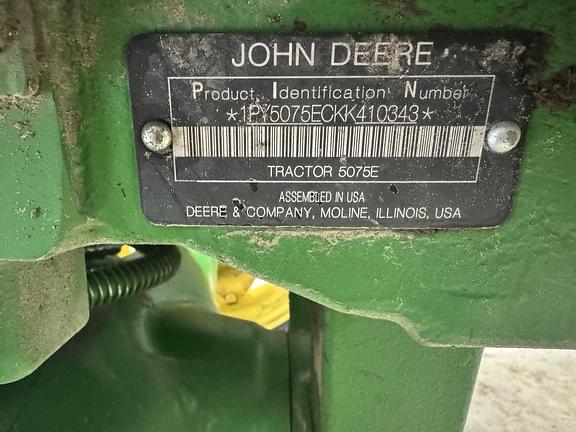 JOHN DEERE
Product Identification Number
*1PY5075ECKK410343*
TRACTOR 5075E
ASSEMBLED IN USA
DEERE & COMPANY, MOLINE, ILLINOIS, USA